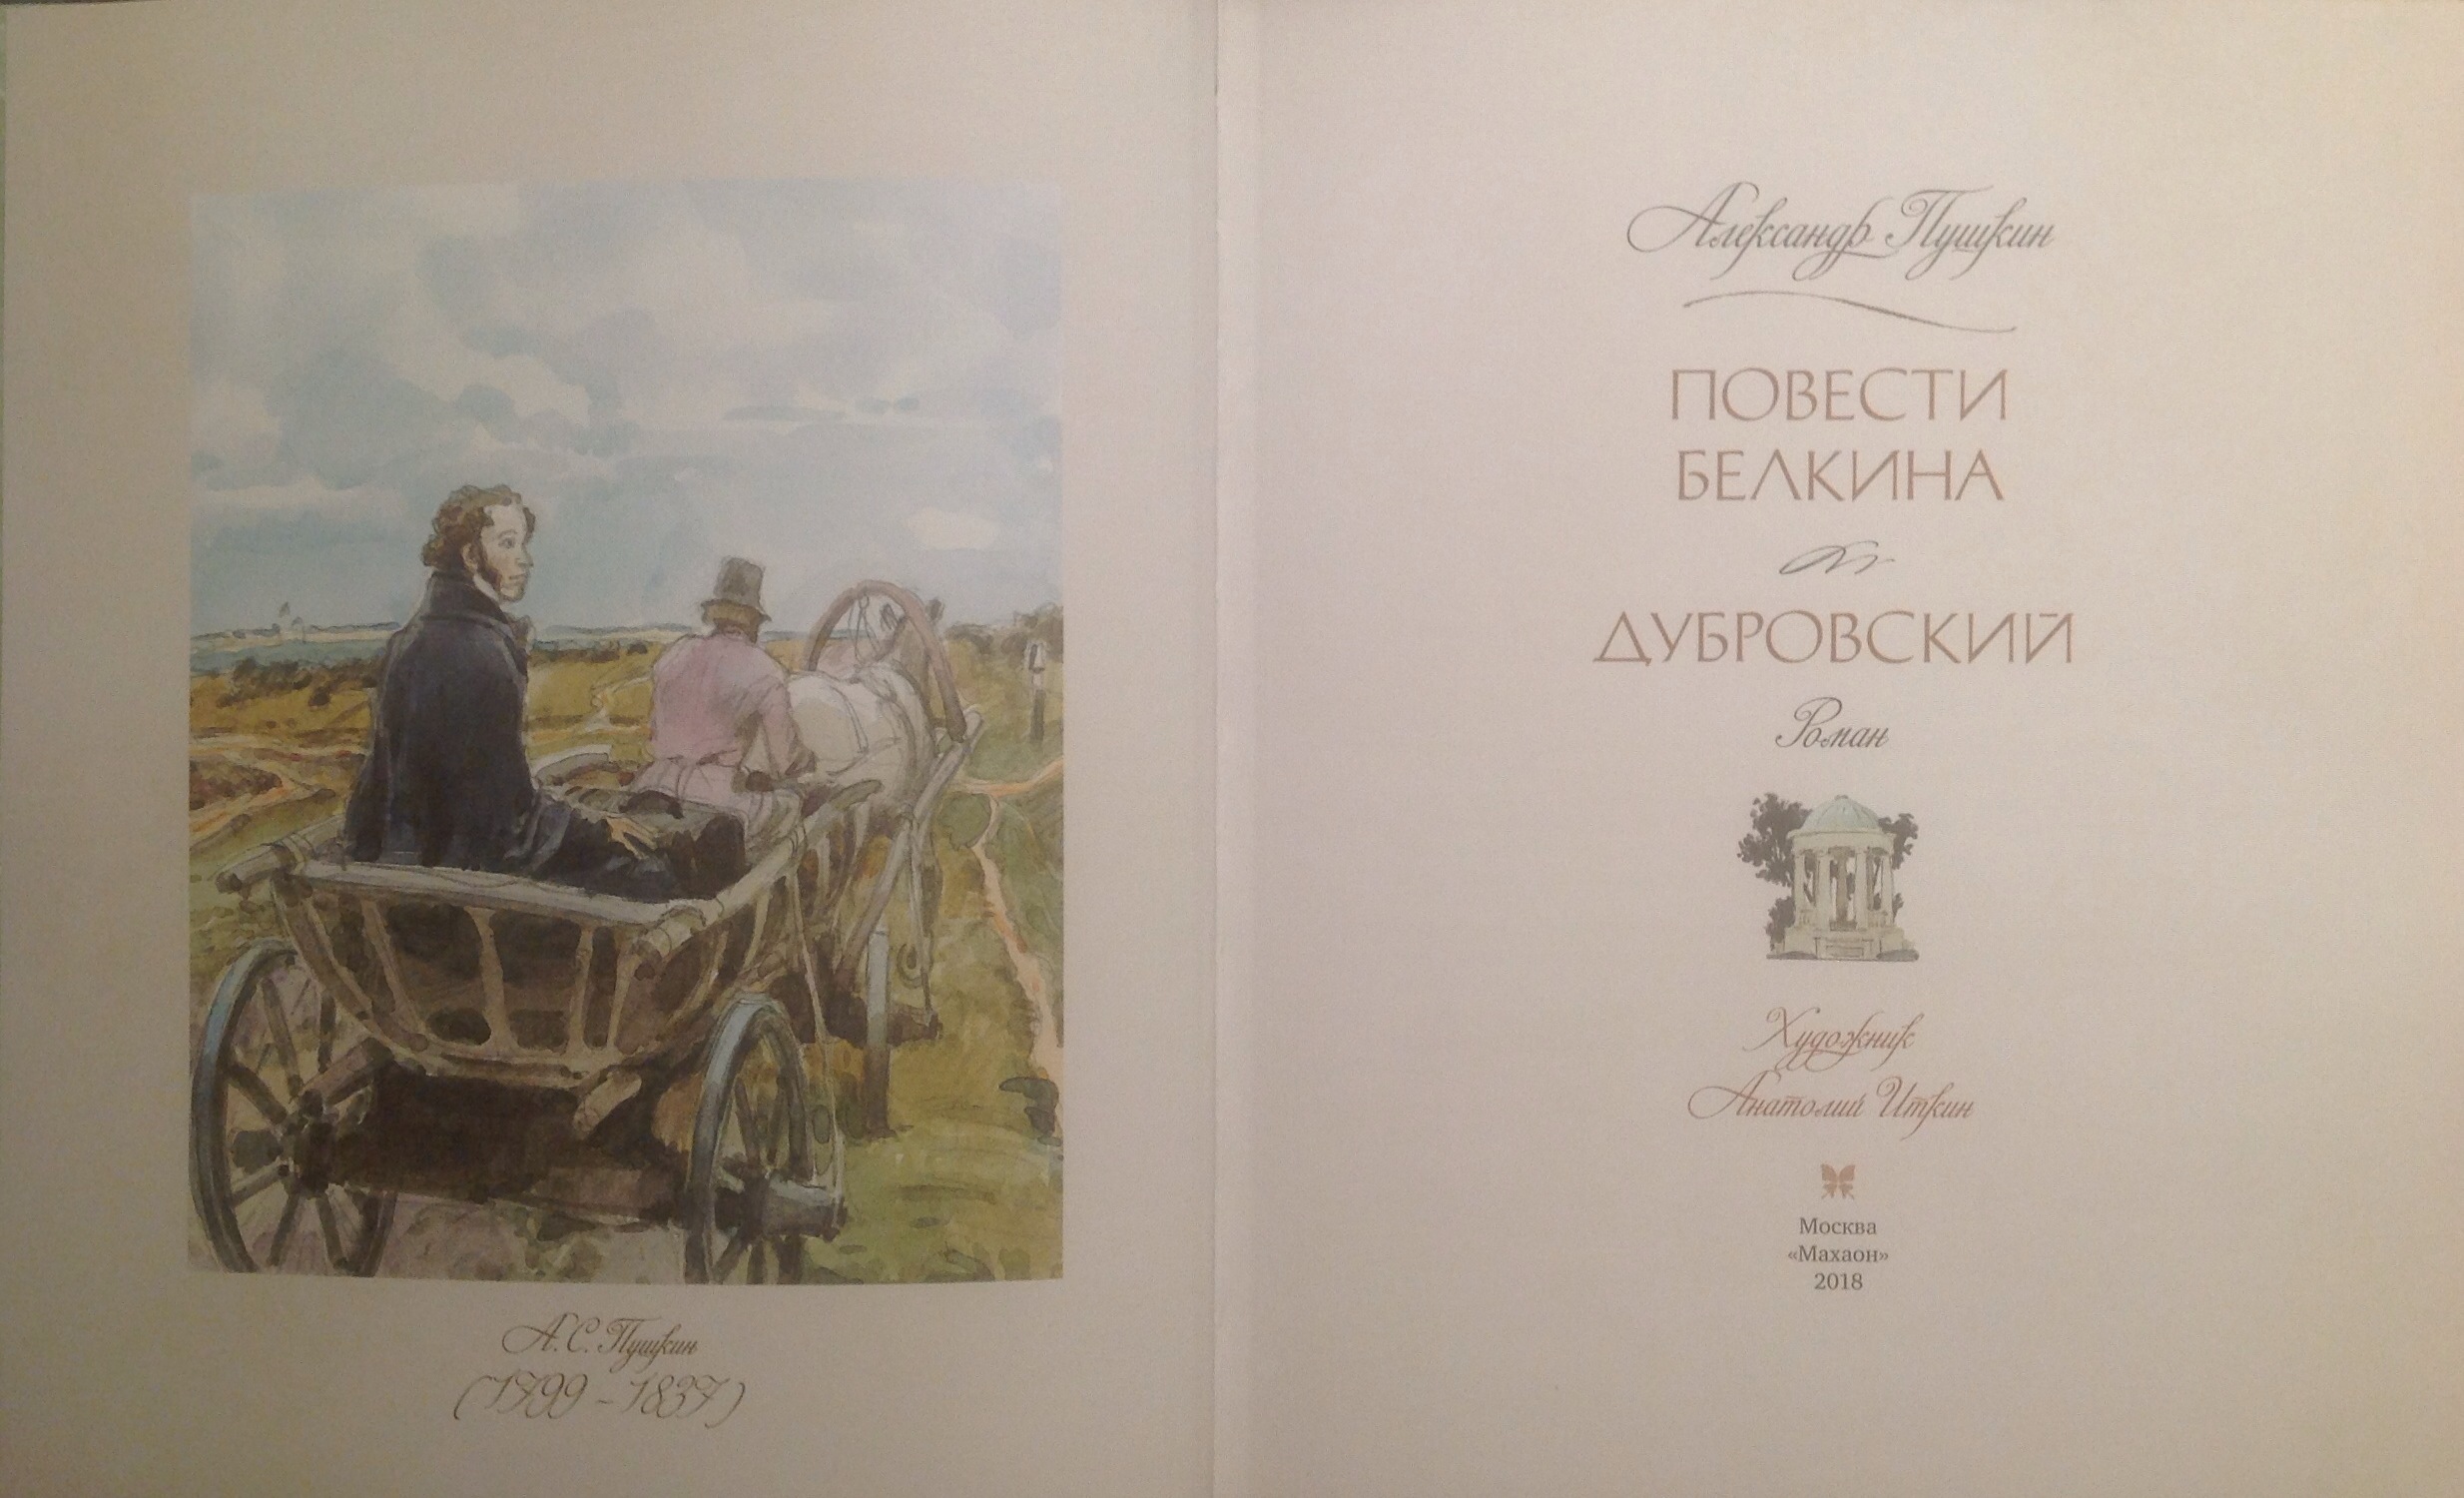 А. С. Пушкин
(1799 – 1837)
Александр Пушкин
ПОВЕСТИ
БЕЛКИНА
ДУБРОВСКИЙ
Роман
Художник
Анатолий Иткин
Москва
«Махаон»
2018